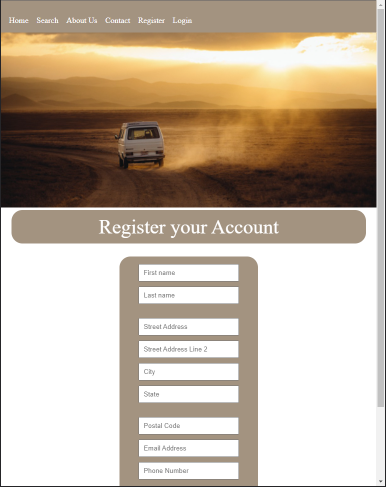 Home Search About Us Contact Register Login
Register your Account
First name
Last name
Street Address
Street Address Line 2
City
State
Postal Code
Email Address
Phone Number